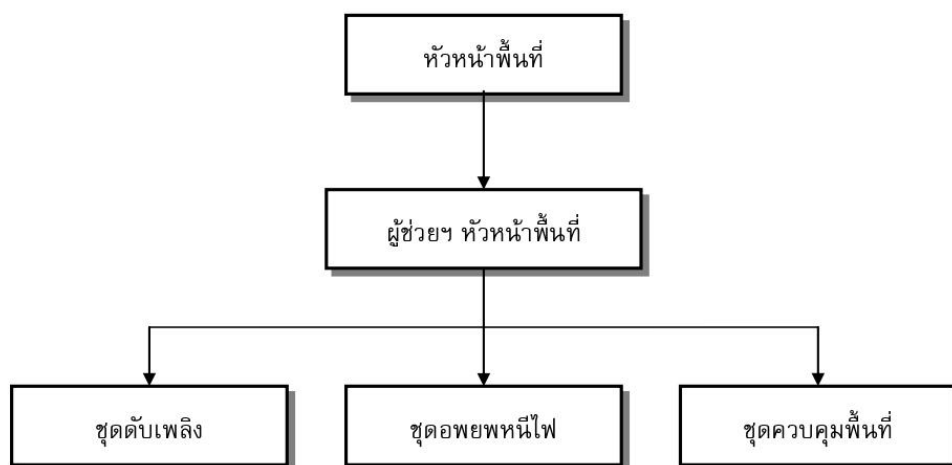 หัวหน้าพื้นที่
ผู้ช่วยฯ หัวหน้าพื้นที่
ชุดดับเพลิง
ชุดอพยพหนีไฟ
ชุดควบคุมพื้นที่